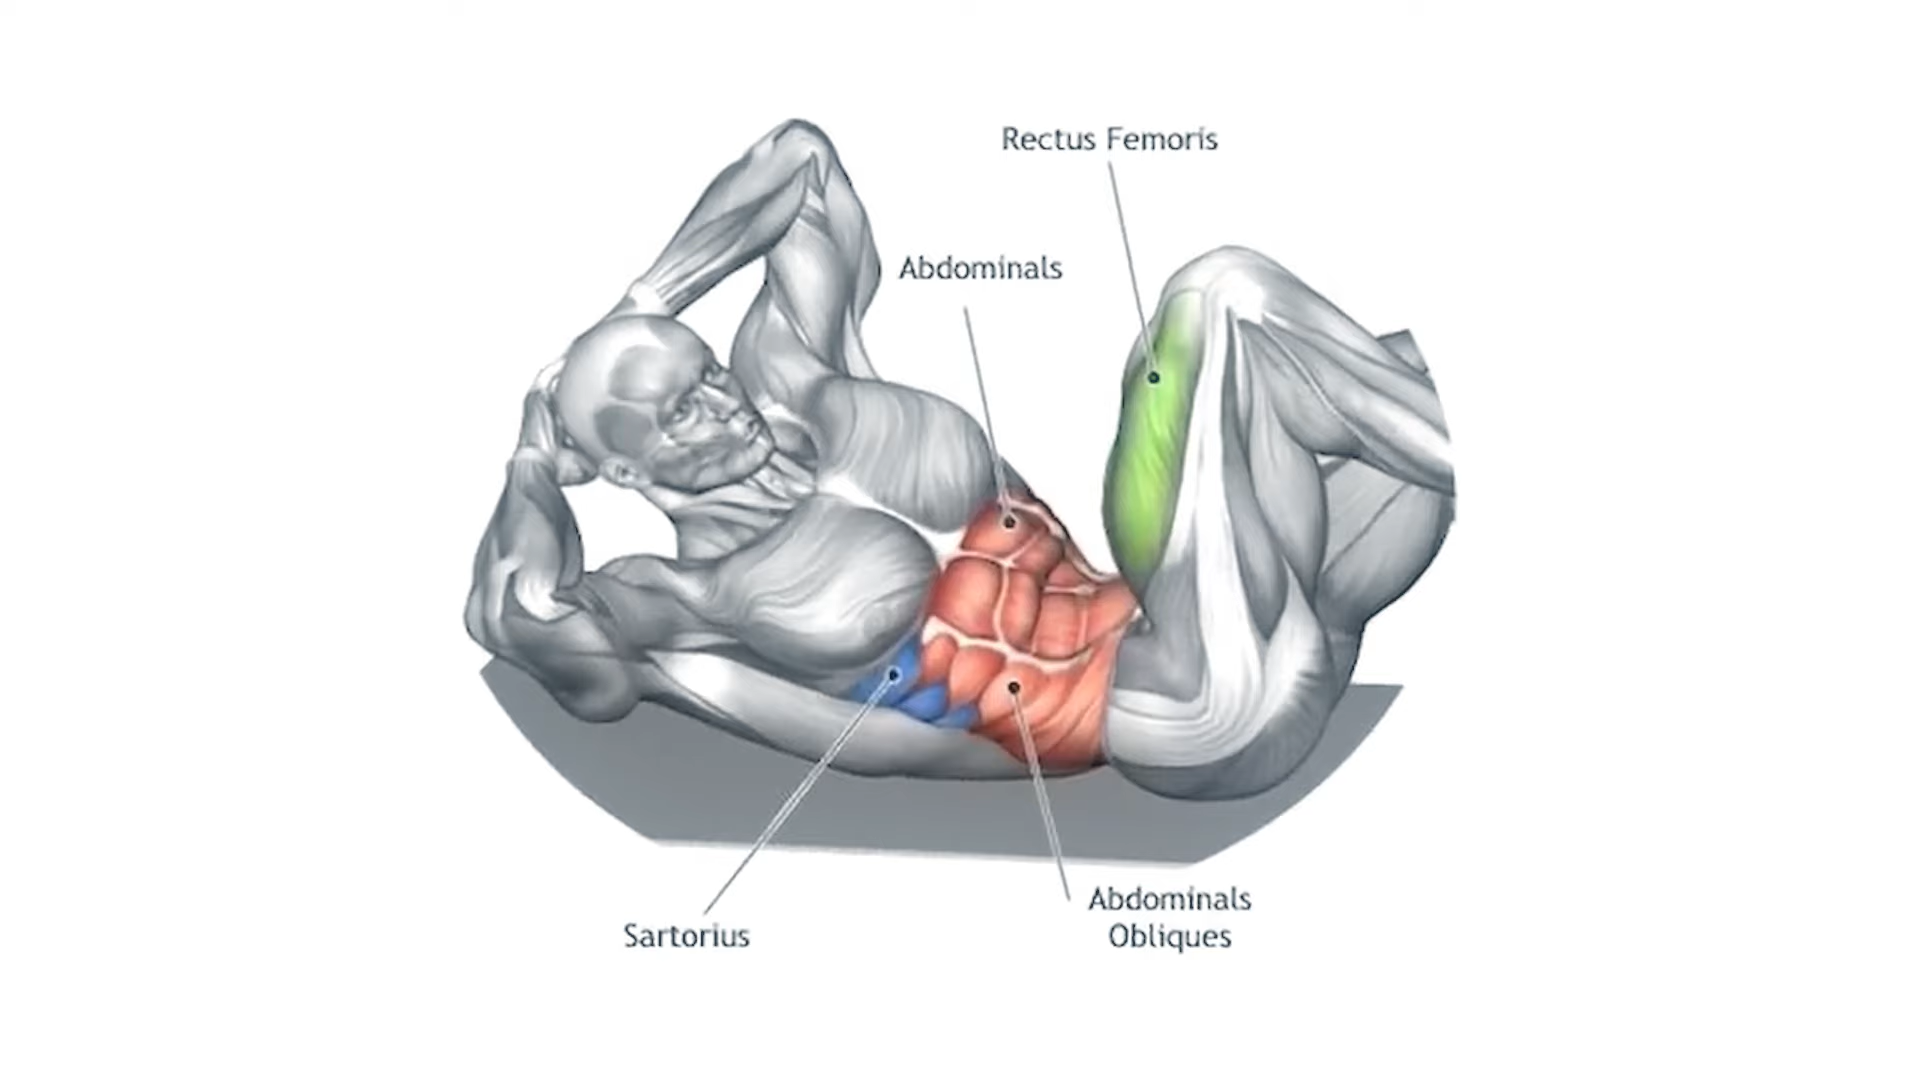 Rectus Femoris
Abdominals
Sartorius
Abdominals
Obliques